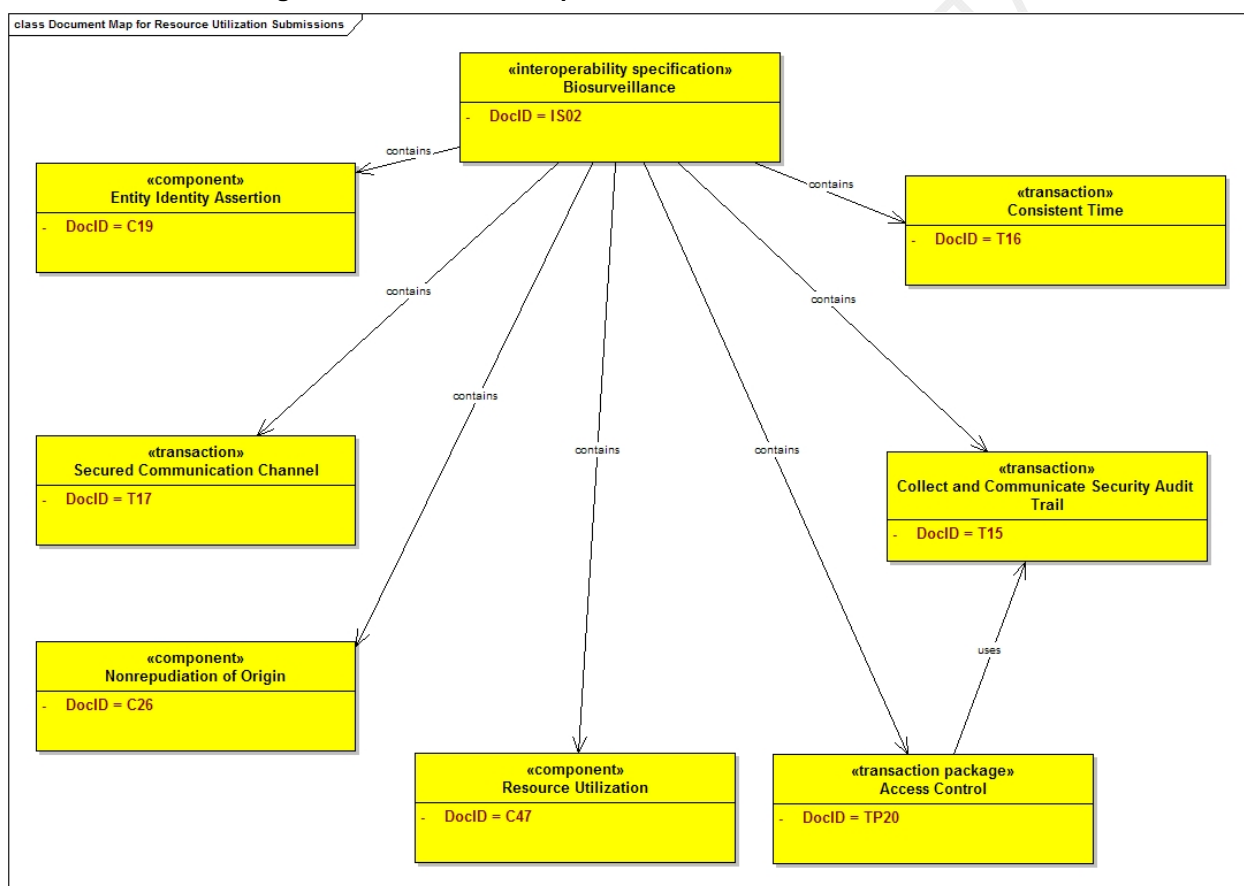 class Document Map for Resource Utilization Submissions
«interoperability specification»
Biosurveillance
- DocID = IS02
contains
«component»
Entity Identity Assertion
- DocID = C19
contains
«transaction»
Consistent Time
- DocID = T16
contains
contains
contains
contains
contains
«transaction»
Secured Communication Channel
- DocID = T17
«transaction»
Collect and Communicate Security Audit
Trail
- DocID = T15
uses
«component»
Nonrepudiation of Origin
- DocID = C26
«component»
Resource Utilization
- DocID = C47
«transaction package»
Access Control
- DocID = TP20